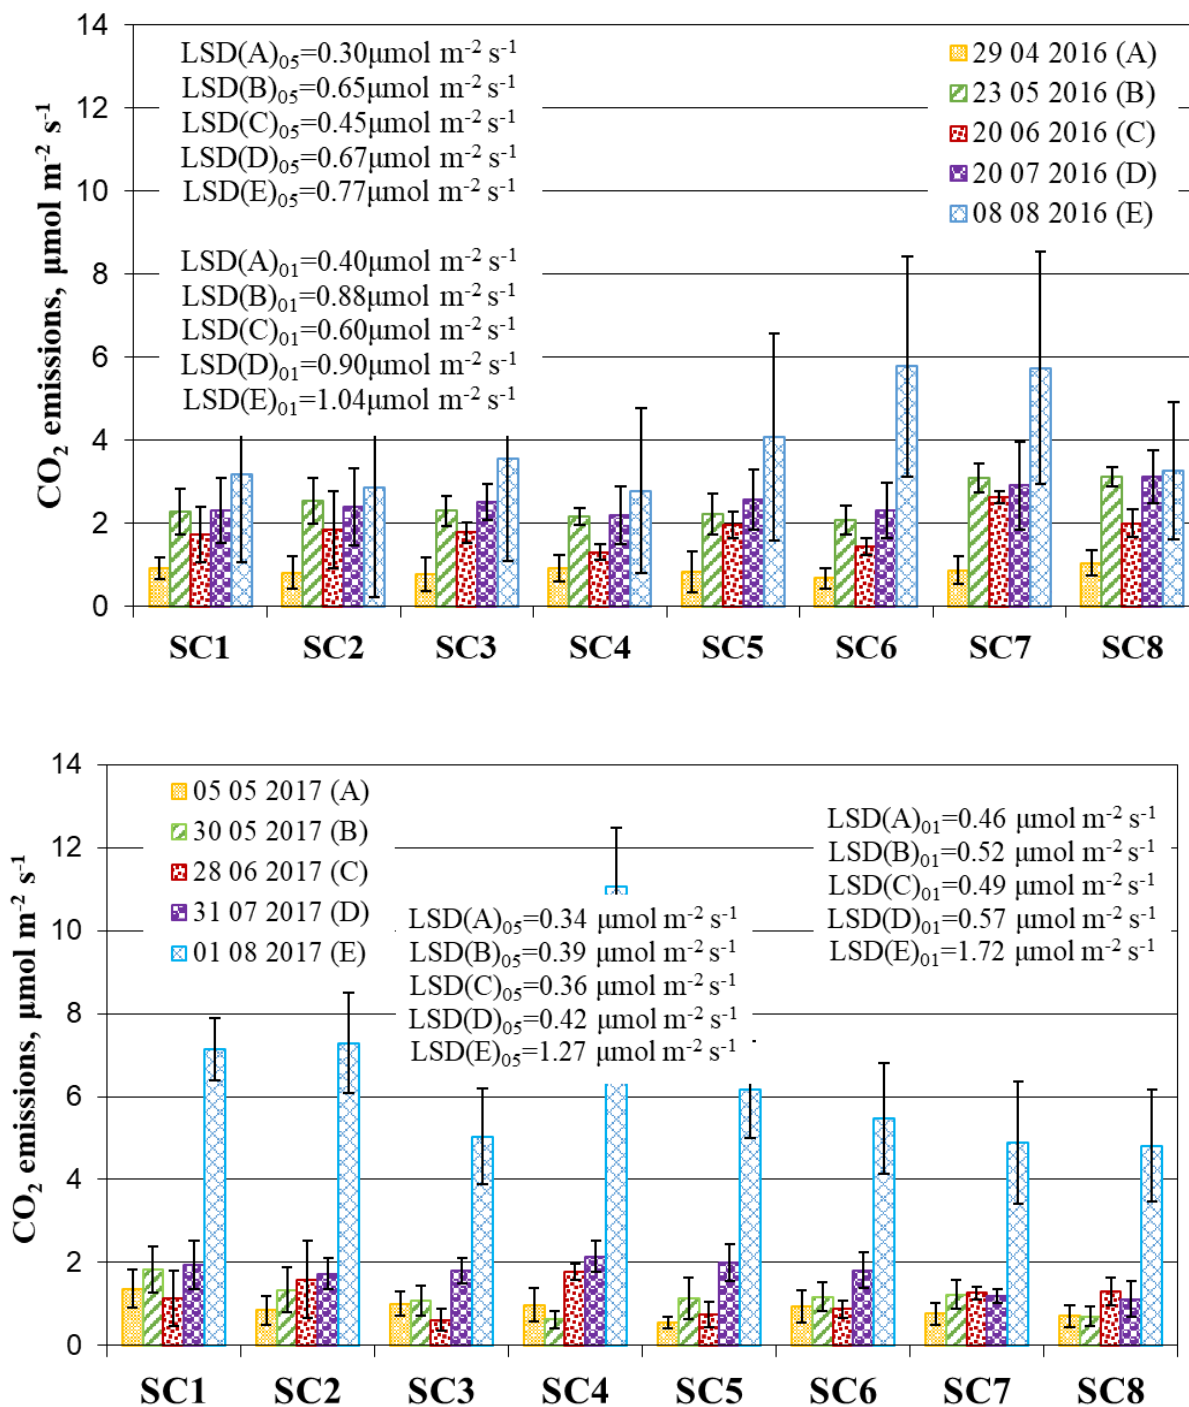 CO₂ emissions, μmol m⁻² s⁻¹
14
12
10
8
6
4
2
0
LSD(A)₀₅=0.30μmol m⁻² s⁻¹
LSD(B)₀₅=0.65μmol m⁻² s⁻¹
LSD(C)₀₅=0.45μmol m⁻² s⁻¹
LSD(D)₀₅=0.67μmol m⁻² s⁻¹
LSD(E)₀₅=0.77μmol m⁻² s⁻¹
LSD(A)₀₁=0.40μmol m⁻² s⁻¹
LSD(B)₀₁=0.88μmol m⁻² s⁻¹
LSD(C)₀₁=0.60μmol m⁻² s⁻¹
LSD(D)₀₁=0.90μmol m⁻² s⁻¹
LSD(E)₀₁=1.04μmol m⁻² s⁻¹
29 04 2016 (A)
23 05 2016 (B)
20 06 2016 (C)
20 07 2016 (D)
08 08 2016 (E)
SC1 SC2 SC3 SC4 SC5 SC6 SC7 SC8
CO₂ emissions, μmol m⁻² s⁻¹
14
12
10
8
6
4
2
0
05 05 2017 (A)
30 05 2017 (B)
28 06 2017 (C)
31 07 2017 (D)
01 08 2017 (E)
LSD(A)₀₅=0.34 μmol m⁻² s⁻¹
LSD(B)₀₅=0.39 μmol m⁻² s⁻¹
LSD(C)₀₅=0.36 μmol m⁻² s⁻¹
LSD(D)₀₅=0.42 μmol m⁻² s⁻¹
LSD(E)₀₅=1.27 μmol m⁻² s⁻¹
LSD(A)₀₁=0.46 μmol m⁻² s⁻¹
LSD(B)₀₁=0.52 μmol m⁻² s⁻¹
LSD(C)₀₁=0.49 μmol m⁻² s⁻¹
LSD(D)₀₁=0.57 μmol m⁻² s⁻¹
LSD(E)₀₁=1.72 μmol m⁻² s⁻¹
SC1 SC2 SC3 SC4 SC5 SC6 SC7 SC8